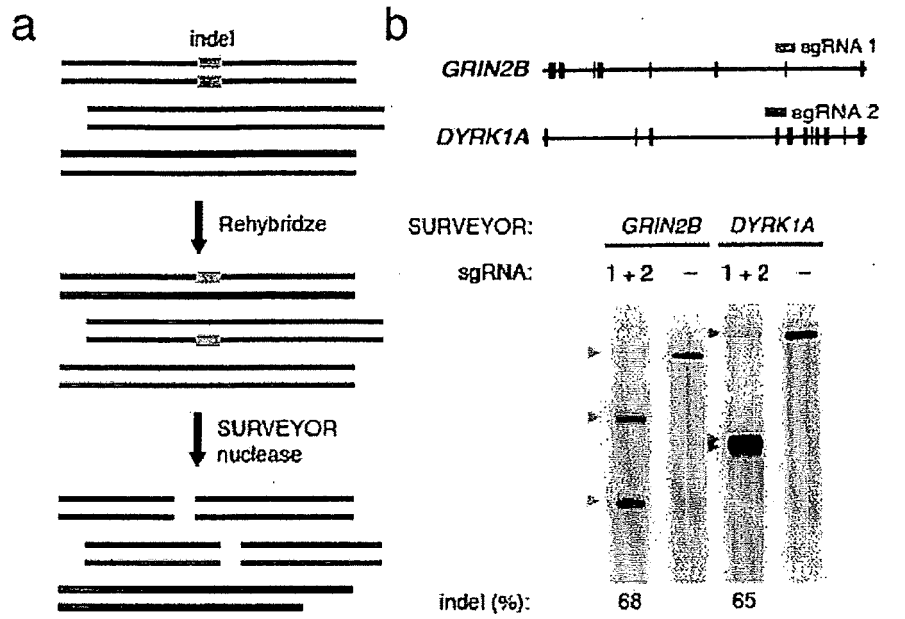 a
indel
Rehybridze
SURVEYOR
nuclease
b
sgRNA 1
GRIN2B
sgRNA 2
DYRK1A
SURVEYOR: GRIN2B DYRK1A
sgRNA: 1 + 2 – 1 + 2 –
indel (%): 68 65